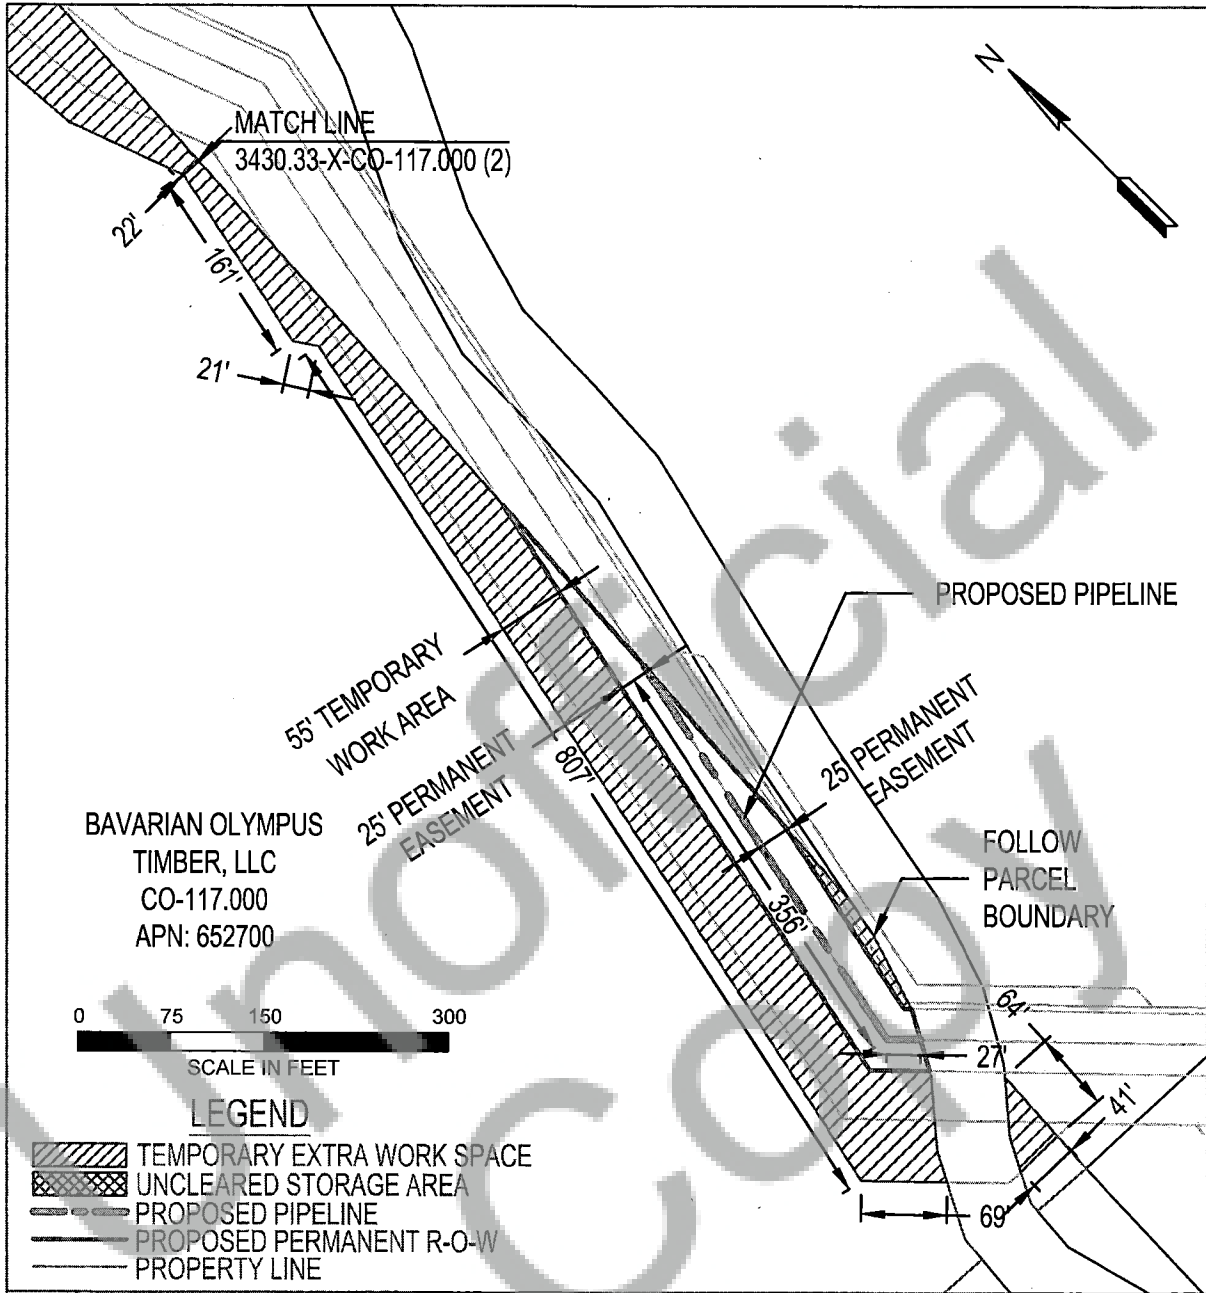 N
MATCH LINE
3430.33-X-CO-117.000 (2)
22'
161'
21'
PROPOSED PIPELINE
55' TEMPORARY
WORK AREA
25' PERMANENT
EASEMENT
807'
25' PERMANENT
EASEMENT
356'
FOLLOW
PARCEL
BOUNDARY
BAVARIAN OLYMPUS
TIMBER, LLC
CO-117.000
APN: 652700
64'
27'
41'
69'
0 75 150 300
SCALE IN FEET
LEGEND
TEMPORARY EXTRA WORK SPACE
UNCLEARED STORAGE AREA
PROPOSED PIPELINE
PROPOSED PERMANENT R-O-W
PROPERTY LINE
Unofficial
Copy